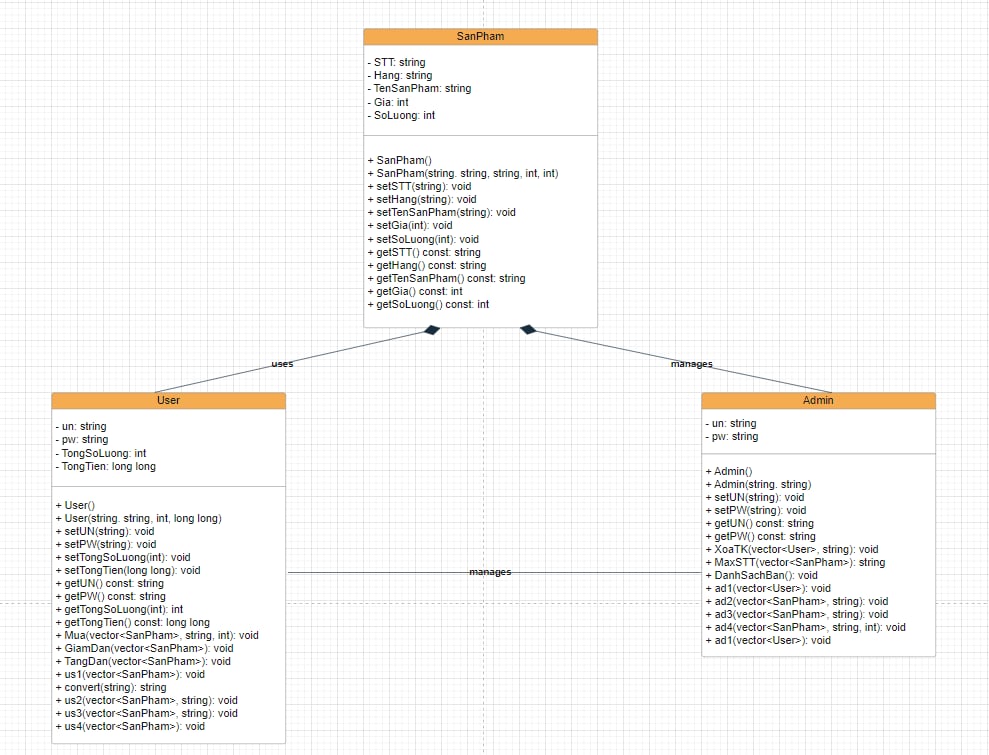 SanPham
- STT: string
- Hang: string
- TenSanPham: string
- Gia: int
- SoLuong: int
+ SanPham()
+ SanPham(string. string, string, int, int)
+ setSTT(string): void
+ setHang(string): void
+ setTenSanPham(string): void
+ setGia(int): void
+ setSoLuong(int): void
+ getSTT() const: string
+ getHang() const: string
+ getTenSanPham() const: string
+ getGia() const: int
+ getSoLuong() const: int
uses
manages
User
- un: string
- pw: string
- TongSoLuong: int
- TongTien: long long
+ User()
+ User(string. string, int, long long)
+ setUN(string): void
+ setPW(string): void
+ setTongSoLuong(int): void
+ setTongTien(long long): void
+ getUN() const: string
+ getPW() const: string
+ getTongSoLuong(int): int
+ getTongTien() const: long long
+ Mua(vector<SanPham>, string, int): void
+ GiamDan(vector<SanPham>): void
+ TangDan(vector<SanPham>): void
+ us1(vector<SanPham>): void
+ convert(string): string
+ us2(vector<SanPham>, string): void
+ us3(vector<SanPham>, string): void
+ us4(vector<SanPham>): void
manages
Admin
- un: string
- pw: string
+ Admin()
+ Admin(string. string)
+ setUN(string): void
+ setPW(string): void
+ getUN() const: string
+ getPW() const: string
+ XoaTK(vector<User>, string): void
+ MaxSTT(vector<SanPham>): string
+ DanhSachBan(): void
+ ad1(vector<User>): void
+ ad2(vector<SanPham>, string): void
+ ad3(vector<SanPham>, string): void
+ ad4(vector<SanPham>, string, int): void
+ ad1(vector<User>): void